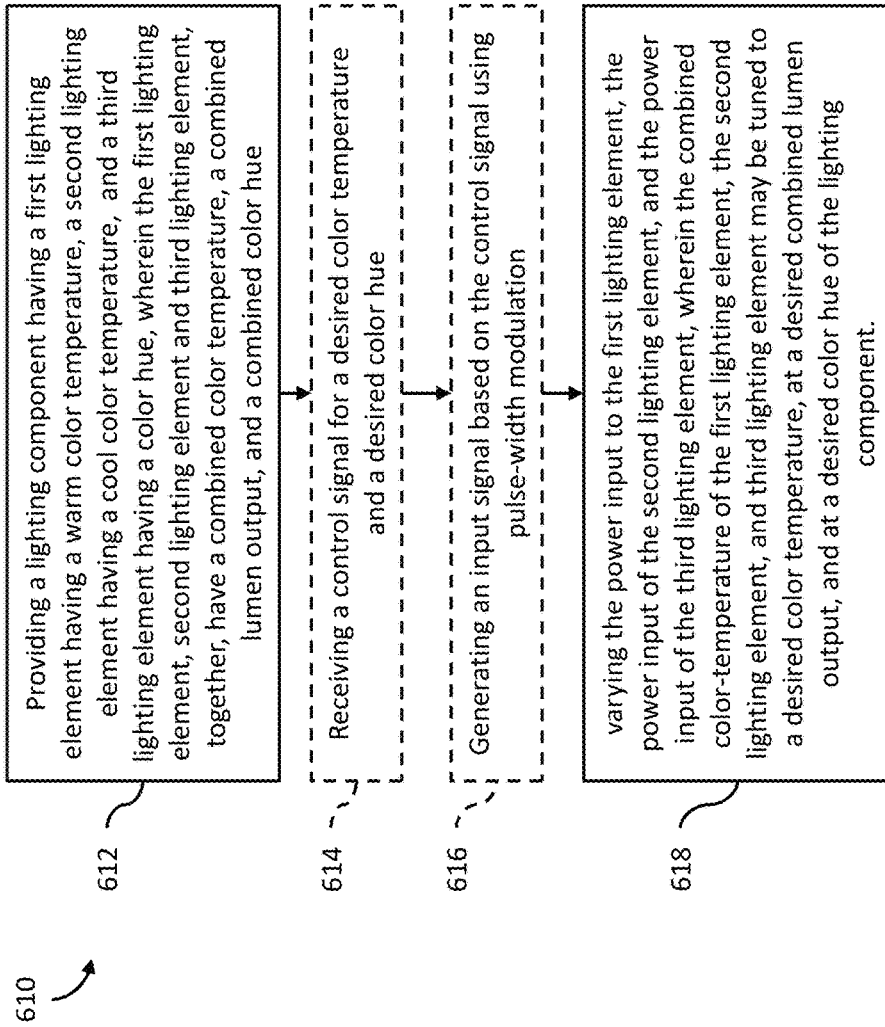 610
612
Providing a lighting component having a first lighting
element having a warm color temperature, a second lighting
element having a cool color temperature, and a third
lighting element having a color hue, wherein the first lighting
element, second lighting element and third lighting element,
together, have a combined color temperature, a combined
lumen output, and a combined color hue
614
Receiving a control signal for a desired color temperature
and a desired color hue
616
Generating an input signal based on the control signal using
pulse-width modulation
618
varying the power input to the first lighting element, the
power input of the second lighting element, and the power
input of the third lighting element, wherein the combined
color-temperature of the first lighting element, the second
lighting element, and third lighting element may be tuned to
a desired color temperature, at a desired combined lumen
output, and at a desired color hue of the lighting
component.